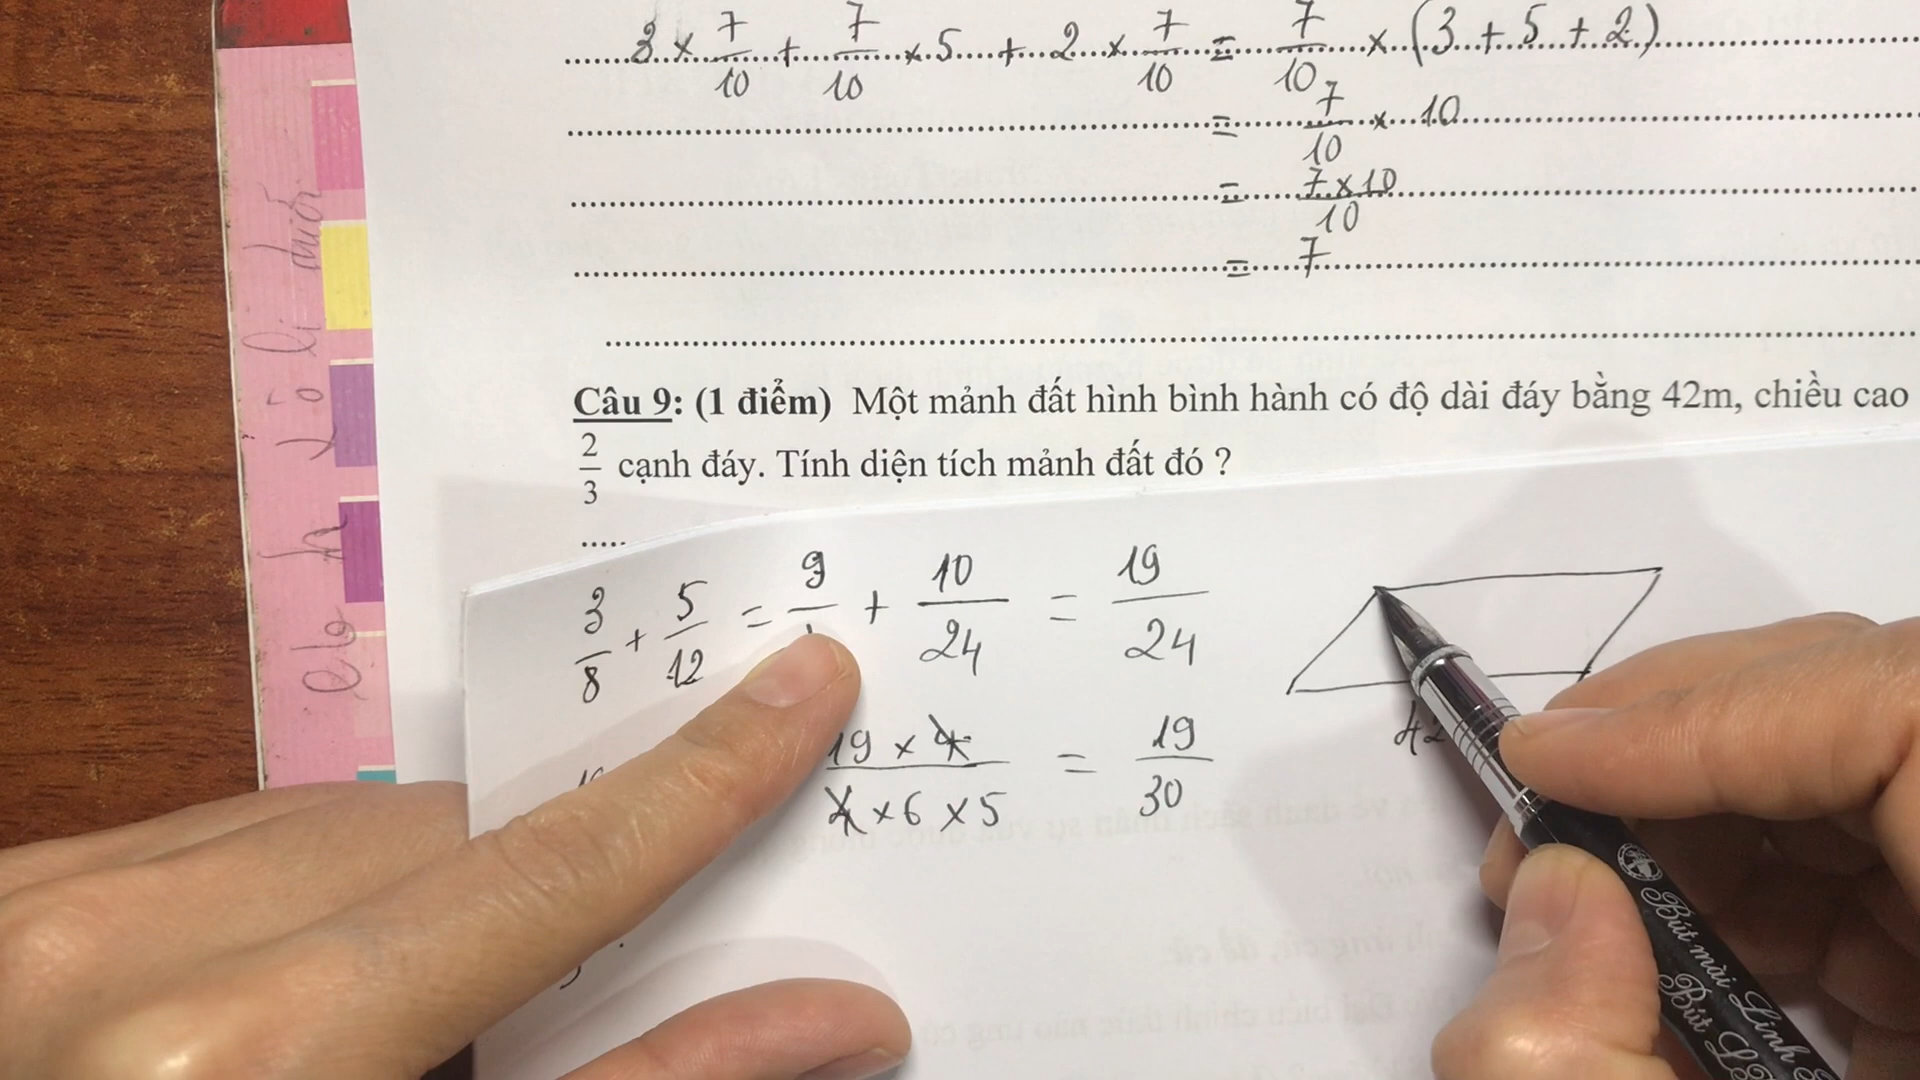 3 × 7/10 + 7/10 × 5 + 2 × 7/10 = 7/10 × (3 + 5 + 2)
= 7/10 × 10
= 7 × 10/10
= 7
Câu 9: (1 điểm) Một mảnh đất hình bình hành có độ dài đáy bằng 42m, chiều cao
2/3 cạnh đáy. Tính diện tích mảnh đất đó ?
3/8 + 5/12 = 9/ + 10/24 = 19/24
19 × 4/4 × 6 × 5 = 19/30
42
Bút mài Linh
Bút